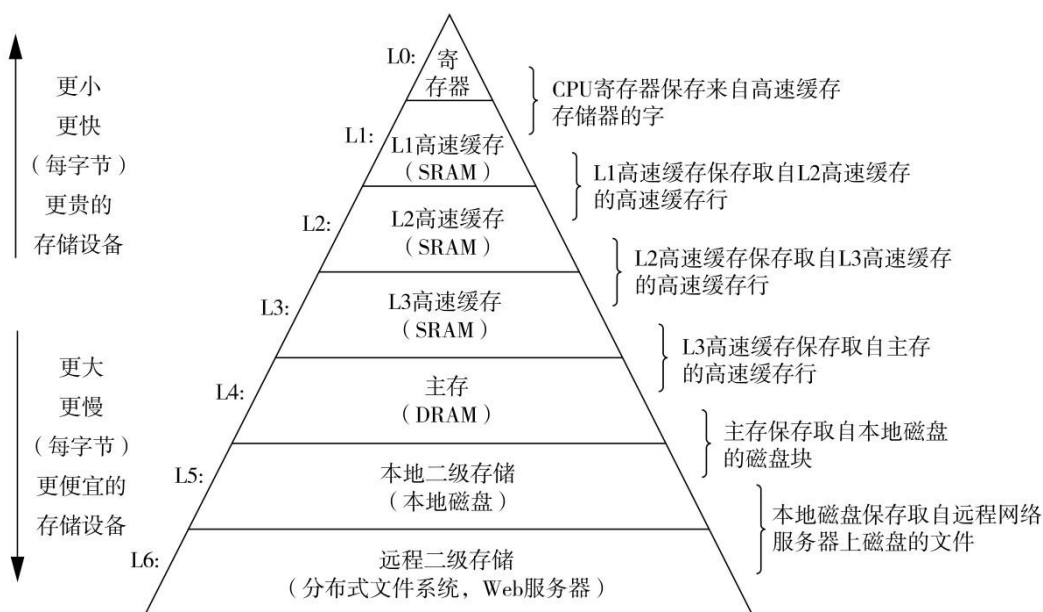 更小
更快
（每字节）
更贵的
存储设备
更大
更慢
（每字节）
更便宜的
存储设备
L0:
寄
存器
L1:
L1高速缓存
（SRAM）
L2:
L2高速缓存
（SRAM）
L3:
L3高速缓存
（SRAM）
L4:
主存
（DRAM）
L5:
本地二级存储
（本地磁盘）
L6:
远程二级存储
（分布式文件系统，Web服务器）
CPU寄存器保存来自高速缓存
存储器的字
L1高速缓存保存取自L2高速缓存
的高速缓存行
L2高速缓存保存取自L3高速缓存
的高速缓存行
L3高速缓存保存取自主存
的高速缓存行
主存保存取自本地磁盘
的磁盘块
本地磁盘保存取自远程网络
服务器上磁盘的文件